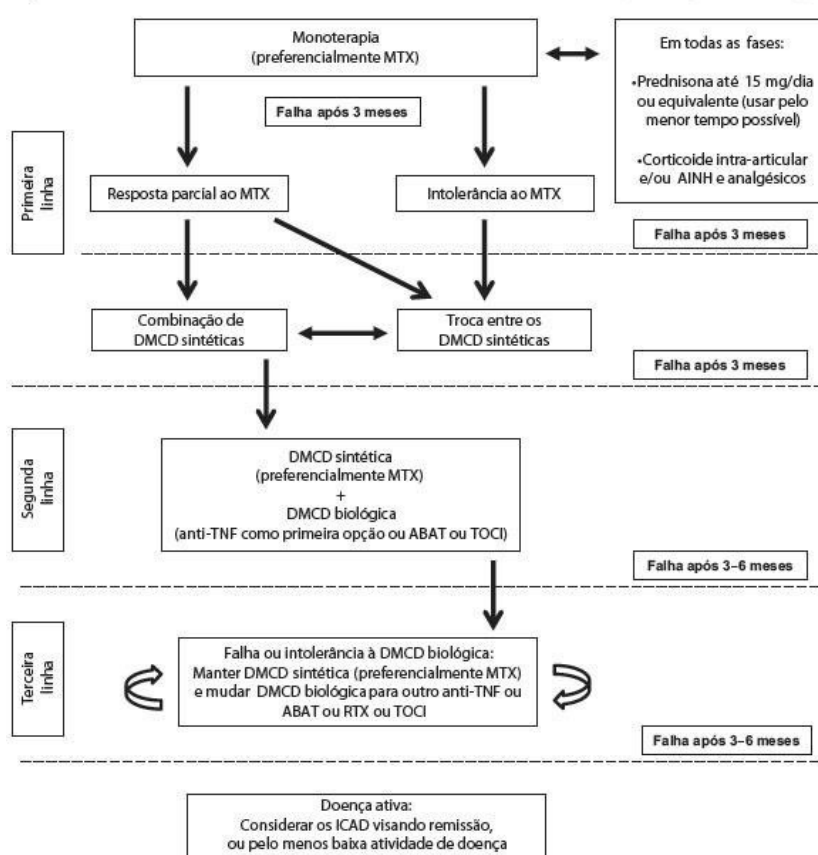 Monoterapia
(preferencialmente MTX)
Em todas as fases:
•Prednisona até 15 mg/dia
ou equivalente (usar pelo
menor tempo possível)
•Corticoide intra-articular
e/ou AINH e analgésicos
Falha após 3 meses
Primeira
linha
Resposta parcial ao MTX
Intolerância ao MTX
Falha após 3 meses
Combinação de
DMCD sintéticas
Troca entre os
DMCD sintéticas
Falha após 3 meses
Segunda
linha
DMCD sintética
(preferencialmente MTX)
+
DMCD biológica
(anti-TNF como primeira opção ou ABAT ou TOCI)
Falha após 3–6 meses
Terceira
linha
Falha ou intolerância à DMCD biológica:
Manter DMCD sintética (preferencialmente MTX)
e mudar DMCD biológica para outro anti-TNF ou
ABAT ou RTX ou TOCI
Falha após 3–6 meses
Doença ativa:
Considerar os ICAD visando remissão,
ou pelo menos baixa atividade de doença